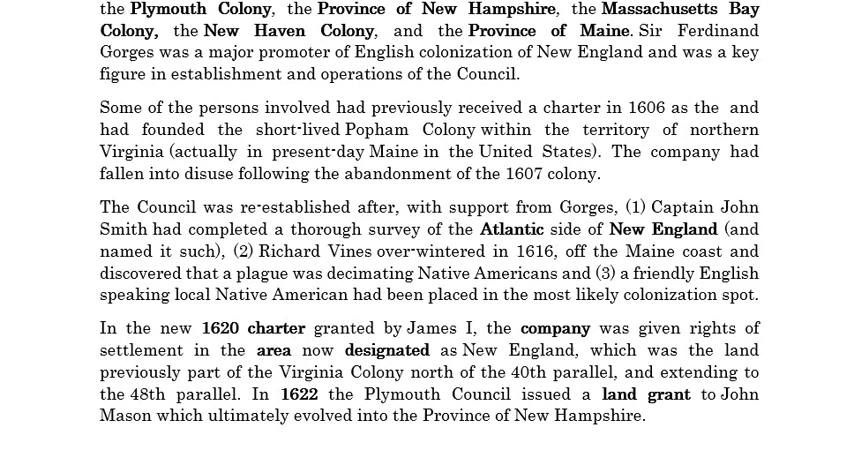 the Plymouth Colony, the Province of New Hampshire, the Massachusetts Bay
Colony, the New Haven Colony, and the Province of Maine. Sir Ferdinand
Gorges was a major promoter of English colonization of New England and was a key
figure in establishment and operations of the Council.
Some of the persons involved had previously received a charter in 1606 as the and
had founded the short-lived Popham Colony within the territory of northern
Virginia (actually in present-day Maine in the United States). The company had
fallen into disuse following the abandonment of the 1607 colony.
The Council was re-established after, with support from Gorges, (1) Captain John
Smith had completed a thorough survey of the Atlantic side of New England (and
named it such), (2) Richard Vines over-wintered in 1616, off the Maine coast and
discovered that a plague was decimating Native Americans and (3) a friendly English
speaking local Native American had been placed in the most likely colonization spot.
In the new 1620 charter granted by James I, the company was given rights of
settlement in the area now designated as New England, which was the land
previously part of the Virginia Colony north of the 40th parallel, and extending to
the 48th parallel. In 1622 the Plymouth Council issued a land grant to John
Mason which ultimately evolved into the Province of New Hampshire.